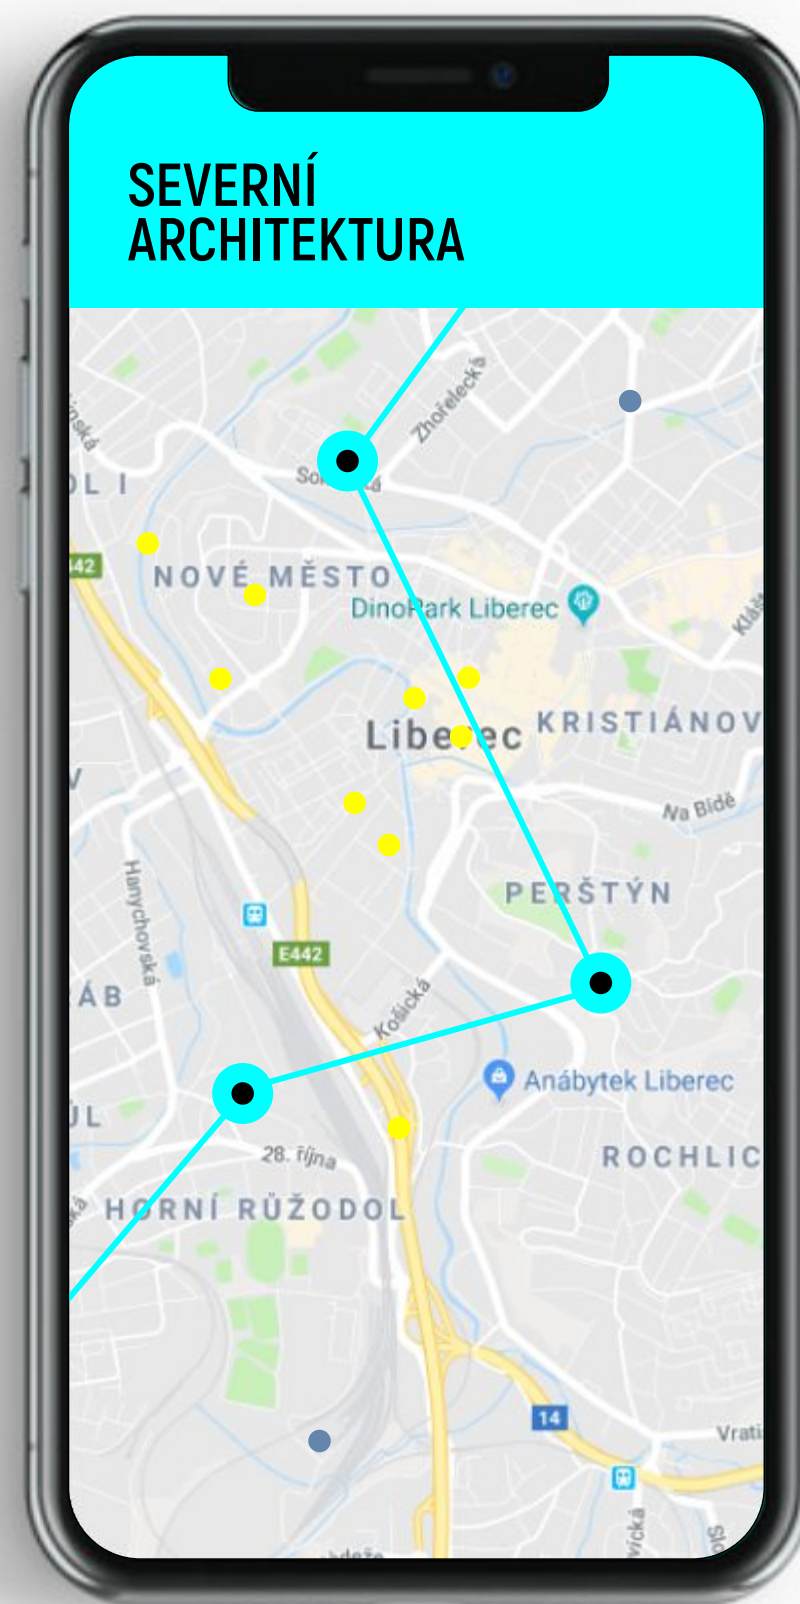 SEVERNÍ
ARCHITEKTURA
Zhořelecká
NOVÉ MĚSTO
DinoPark Liberec
Liberec
KRISTIÁNOV
Na Bídě
PERŠTÝN
Hanychovská
E442
Košická
Anábytek Liberec
28. října
ROCHLIC
HORNÍ RŮŽODOL
14